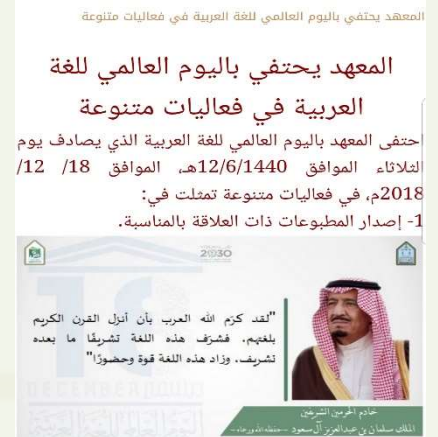 المعهد يحتفي باليوم العالمي للغة العربية في فعاليات متنوعة
المعهد يحتفي باليوم العالمي للغة
العربية في فعاليات متنوعة
احتفى المعهد باليوم العالمي للغة العربية الذي يصادف يوم
الثلاثاء الموافق 12/6/1440هـ، الموافق 18/ 12/
2018م، في فعاليات متنوعة تمثلت في:
1- إصدار المطبوعات ذات العلاقة بالمناسبة.
2030
"لقد كرّم الله العرب بأن أنزل القرن الكريم
بلغتهم. فشرَف هذه اللغة تشريفًا ما بعده
تشريف، وزاد هذه اللغة قوة وحضورًا"
خادم الحرمين الشريفين
الملك سلمان بن عبدالعزيز آل سعود -حفظه الله ورعاه-